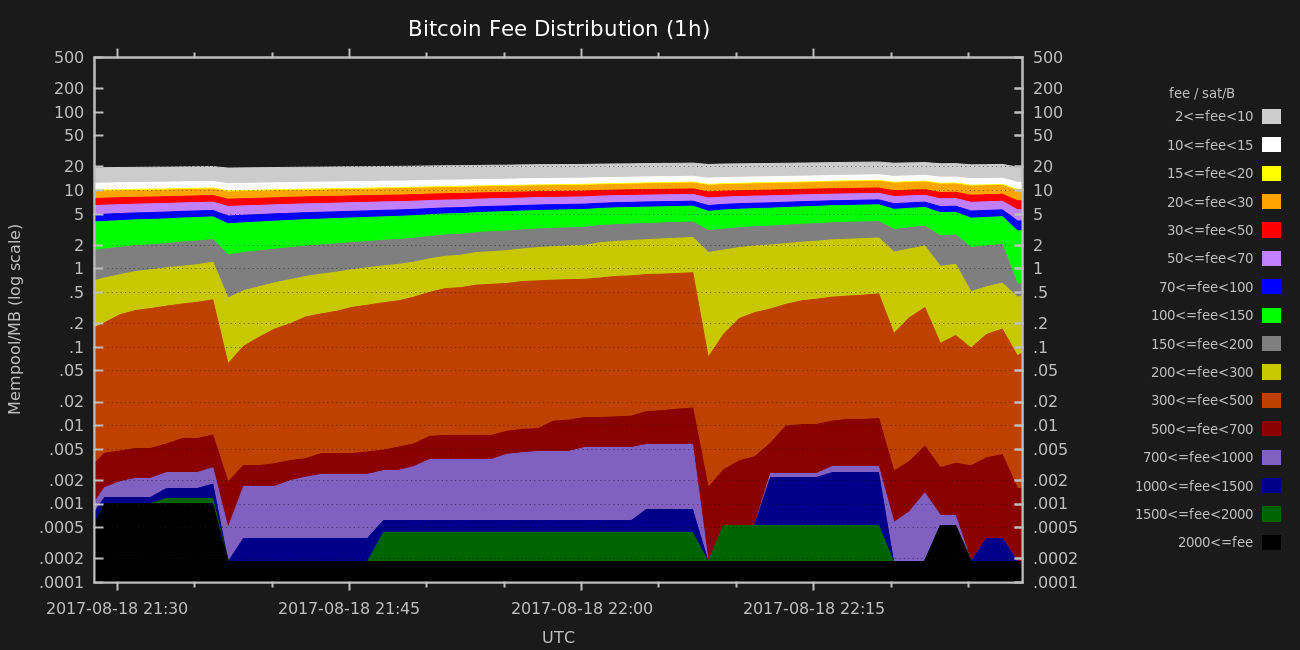 Bitcoin Fee Distribution (1h)
500
200
100
50
20
10
5
2
1
.5
.2
.1
.05
.02
.01
.005
.002
.001
.0005
.0002
.0001
Mempool/MB (log scale)
500
200
100
50
20
10
5
2
1
.5
.2
.1
.05
.02
.01
.005
.002
.001
.0005
.0002
.0001
2017-08-18 21:30
2017-08-18 21:45
2017-08-18 22:00
2017-08-18 22:15
UTC
fee / sat/B
2<=fee<10
10<=fee<15
15<=fee<20
20<=fee<30
30<=fee<50
50<=fee<70
70<=fee<100
100<=fee<150
150<=fee<200
200<=fee<300
300<=fee<500
500<=fee<700
700<=fee<1000
1000<=fee<1500
1500<=fee<2000
2000<=fee